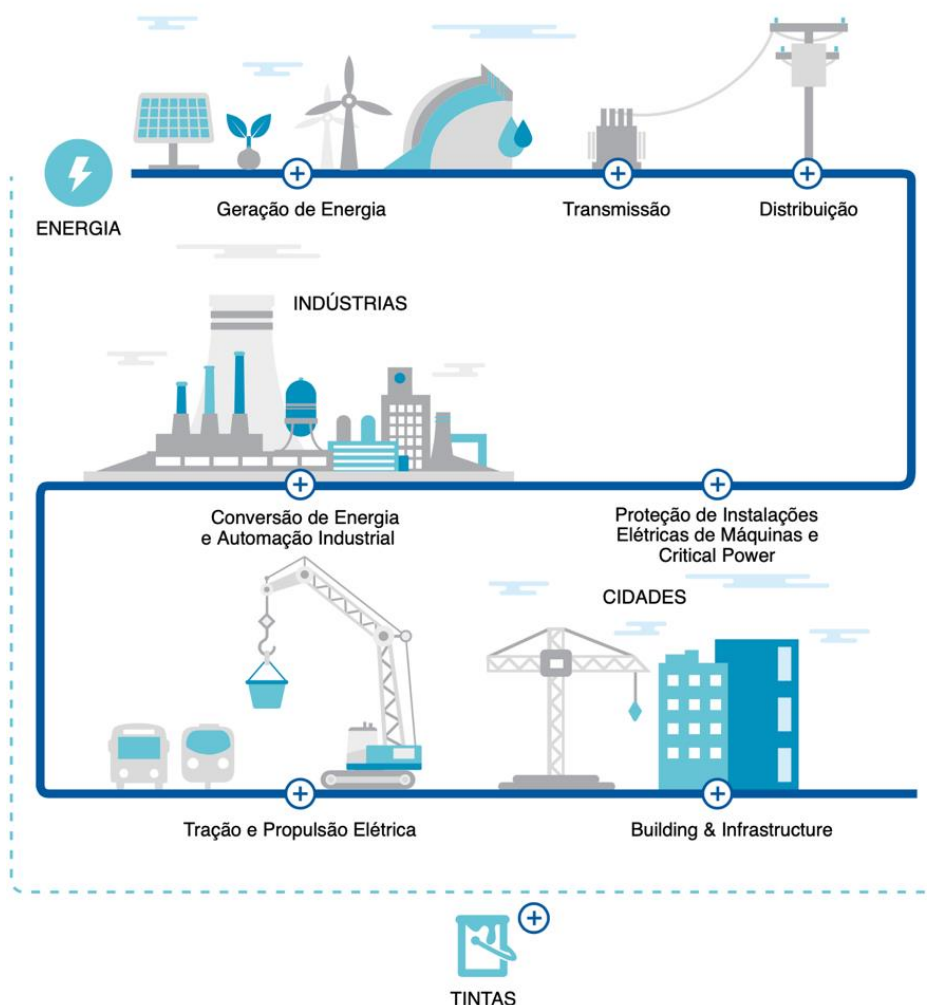 ENERGIA
Geração de Energia
Transmissão
Distribuição
INDÚSTRIAS
Conversão de Energia
e Automação Industrial
Proteção de Instalações
Elétricas de Máquinas e
Critical Power
CIDADES
Tração e Propulsão Elétrica
Building & Infrastructure
TINTAS